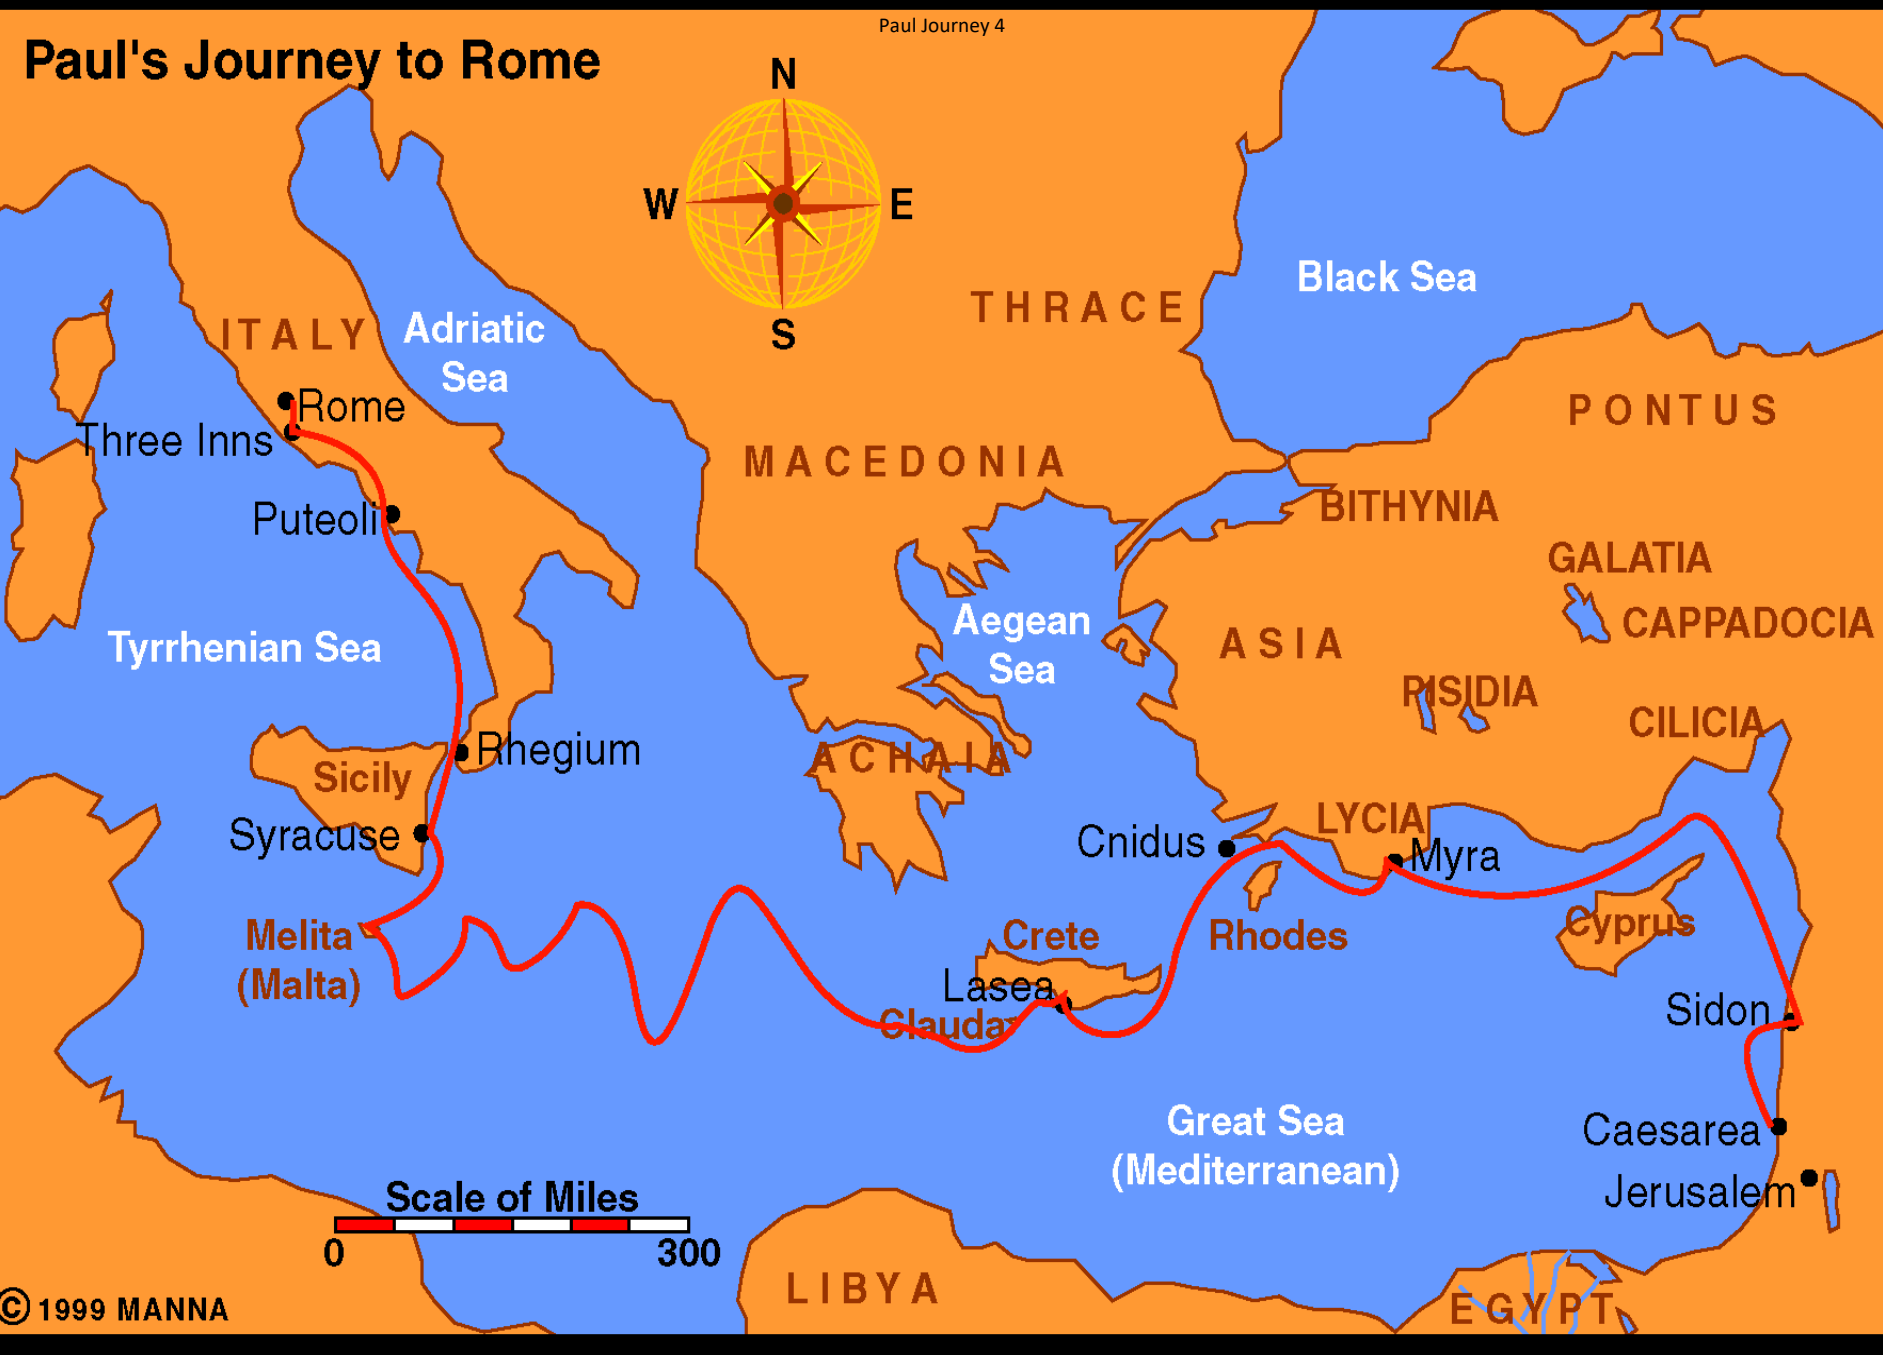 Paul Journey 4
Paul's Journey to Rome
N
W
E
S
Black Sea
THRACE
ITALY
Adriatic
Sea
Rome
Three Inns
PONTUS
MACEDONIA
BITHYNIA
Puteoli
GALATIA
CAPPADOCIA
Aegean
Sea
ASIA
Tyrrhenian Sea
PISIDIA
CILICIA
Rhegium
ACHAIA
Sicily
LYCIA
Syracuse
Cnidus
Myra
Melita
(Malta)
Crete
Rhodes
Cyprus
Lasea
Clauda
Sidon
Great Sea
(Mediterranean)
Caesarea
Jerusalem
Scale of Miles
0
300
LIBYA
EGYPT
© 1999 MANNA